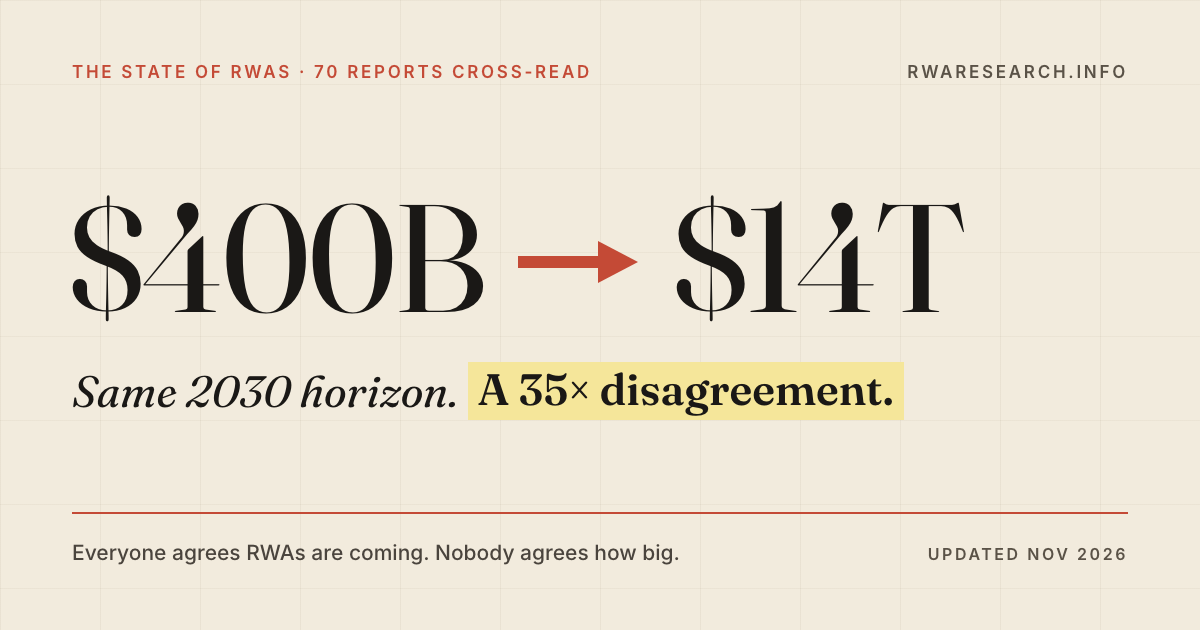 THE STATE OF RWAS · 70 REPORTS CROSS-READ
RWARESEARCH.INFO
$400B → $14T
Same 2030 horizon. A 35× disagreement.
Everyone agrees RWAs are coming. Nobody agrees how big.
UPDATED NOV 2026